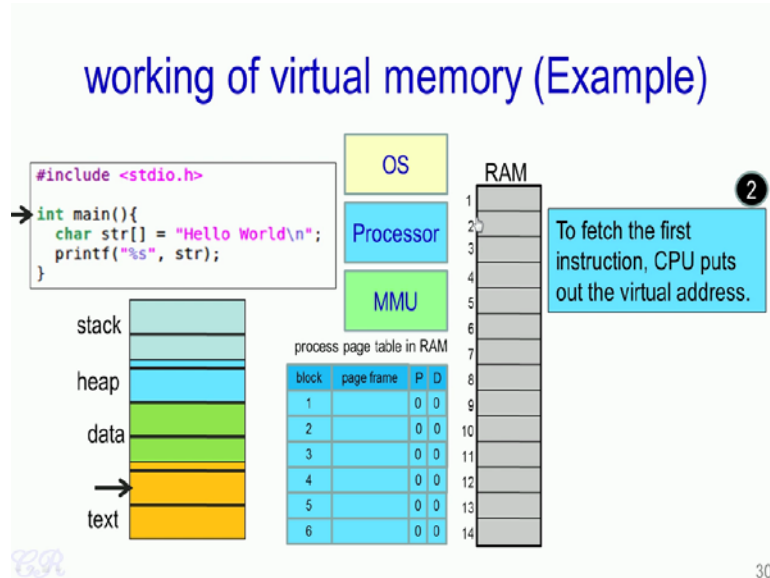 working of virtual memory (Example)
#include <stdio.h>
int main(){
char str[] = "Hello World\n";
printf("%s", str);
}
OS
Processor
MMU
RAM
1
2
3
4
5
6
7
8
9
10
11
12
13
14
2
To fetch the first
instruction, CPU puts
out the virtual address.
stack
heap
data
text
process page table in RAM
block page frame P D
1 0 0
2 0 0
3 0 0
4 0 0
5 0 0
6 0 0
CR
30